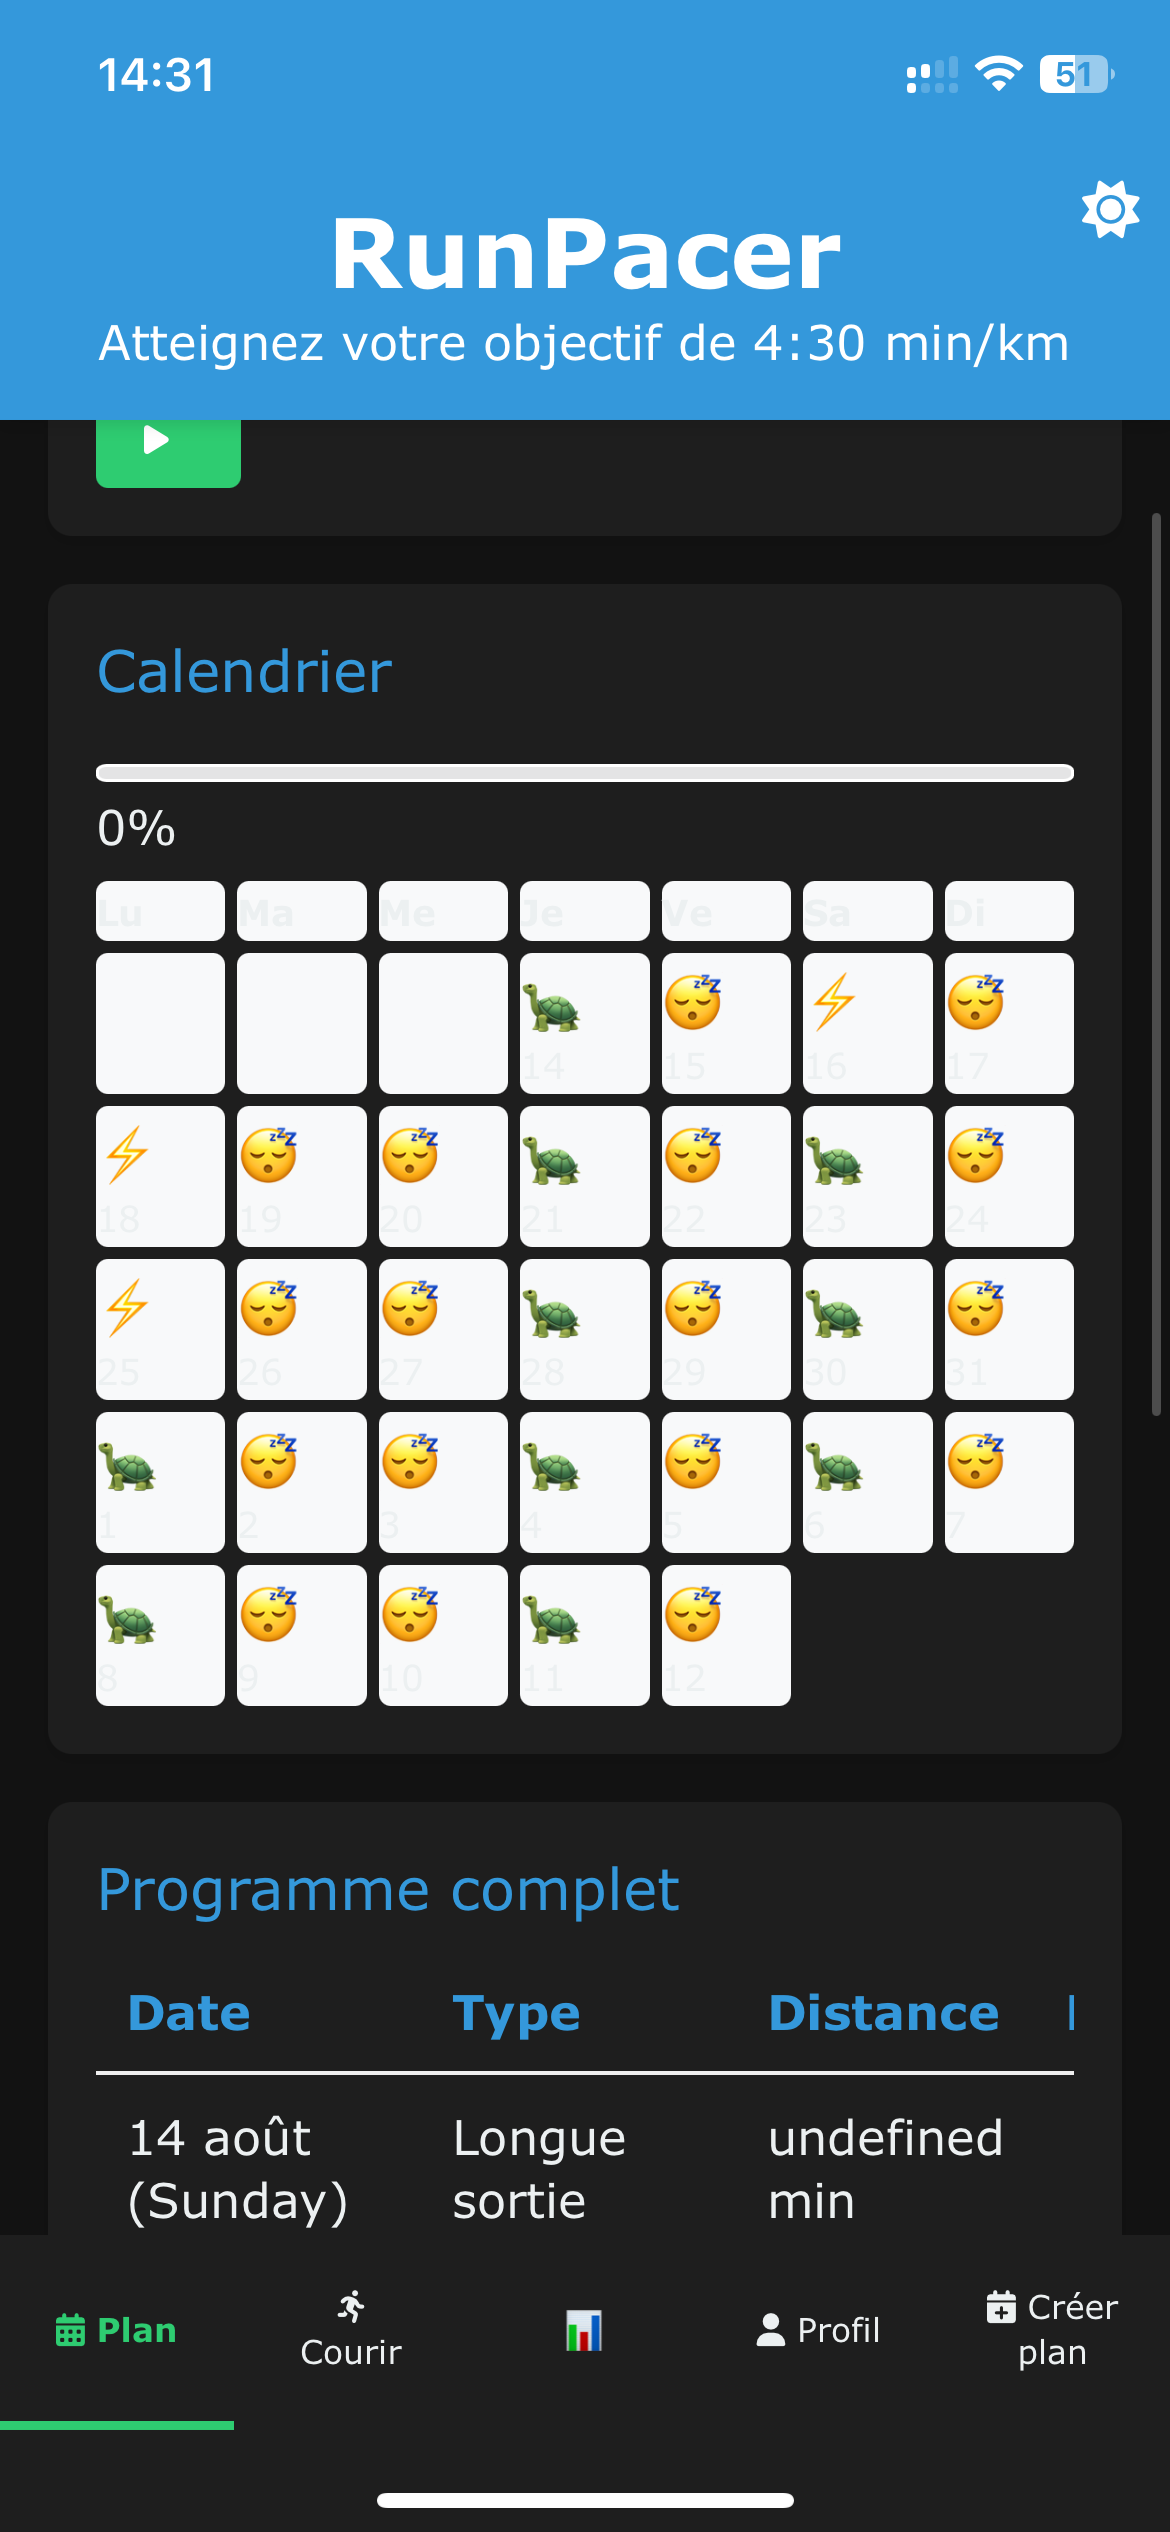 14:31
51
RunPacer
Atteignez votre objectif de 4:30 min/km
Calendrier
0%
Lu Ma Me Je Ve Sa Di
14 15 16 17
18 19 20 21 22 23 24
25 26 27 28 29 30 31
1 2 3 4 5 6 7
8 9 10 11 12
Programme complet
Date Type Distance
14 août Longue undefined
(Sunday) sortie min
Plan Courir Profil Créer
plan